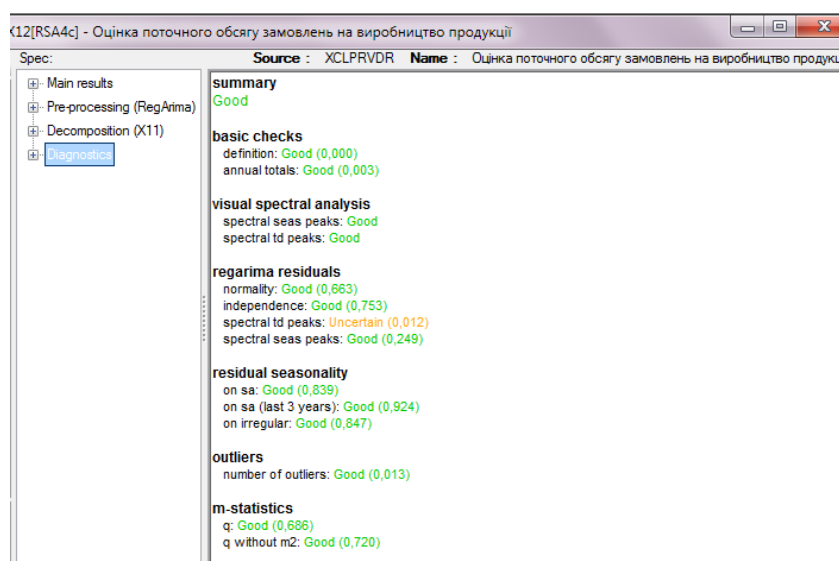 X12[RSA4c] - Оцінка поточного обсягу замовлень на виробництво продукції
Spec:
Source : XCLPRVDR Name : Оцінка поточного обсягу замовлень на виробництво
Main results
Pre-processing (RegArima)
Decomposition (X11)
Diagnostics
summary
Good
basic checks
definition: Good (0,000)
annual totals: Good (0,003)
visual spectral analysis
spectral seas peaks: Good
spectral td peaks: Good
regarima residuals
normality: Good (0,663)
independence: Good (0,753)
spectral td peaks: Uncertain (0,012)
spectral seas peaks: Good (0,249)
residual seasonality
on sa: Good (0,839)
on sa (last 3 years): Good (0,924)
on irregular: Good (0,847)
outliers
number of outliers: Good (0,013)
m-statistics
q: Good (0,686)
q without m2: Good (0,720)